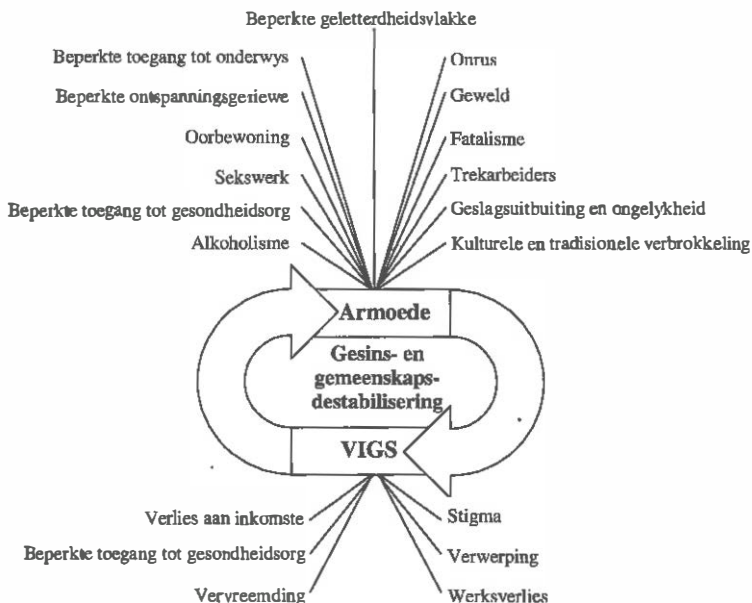 Beperkte geletterdheidsvlakke
Beperkte toegang tot onderwys
Onrus
Beperkte ontspanningsgeriewe
Geweld
Oorbewoning
Fatalisme
Sekswerk
Trekarbeiders
Beperkte toegang tot gesondheidsorg
Geslagsuitbuiting en ongelykheid
Alkoholisme
Kulturele en tradisionele verbrokkeling
Armoede
Gesins- en
gemeenskaps-
destabilisering
VIGS
Verlies aan inkomste
Stigma
Beperkte toegang tot gesondheidsorg
Verwerping
Vervreemding
Werksverlies